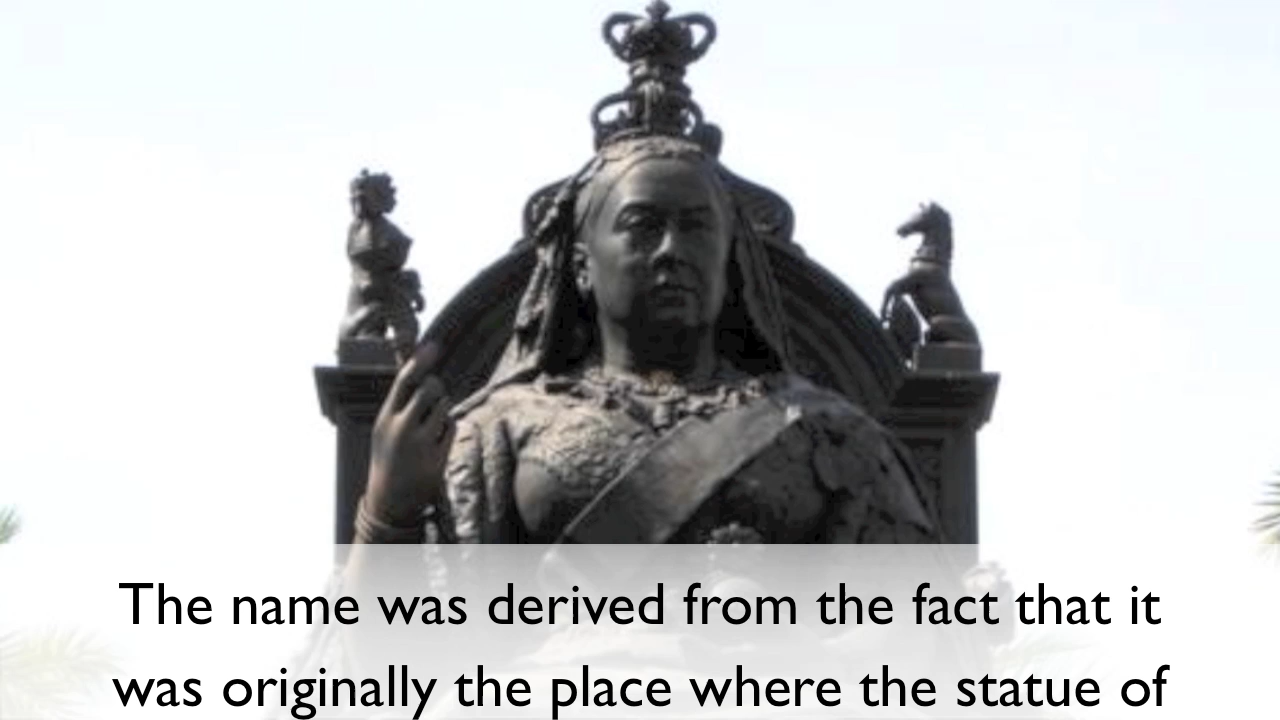 The name was derived from the fact that it
was originally the place where the statue of